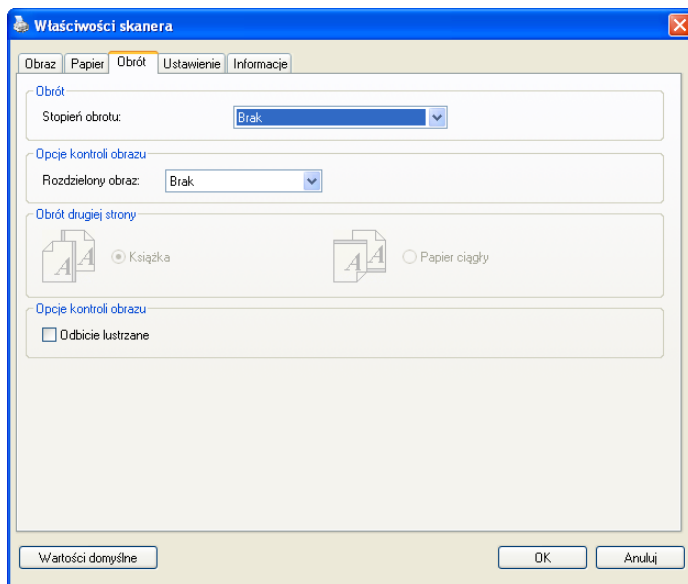 Właściwości skanera
Obraz Papier Obrót Ustawienie Informacje
Obrót
Stopień obrotu: Brak
Opcje kontroli obrazu
Rozdzielony obraz: Brak
Obrót drugiej strony
A A Książka A A Papier ciągły
Opcje kontroli obrazu
Odbicie lustrzane
Wartości domyślne OK Anuluj